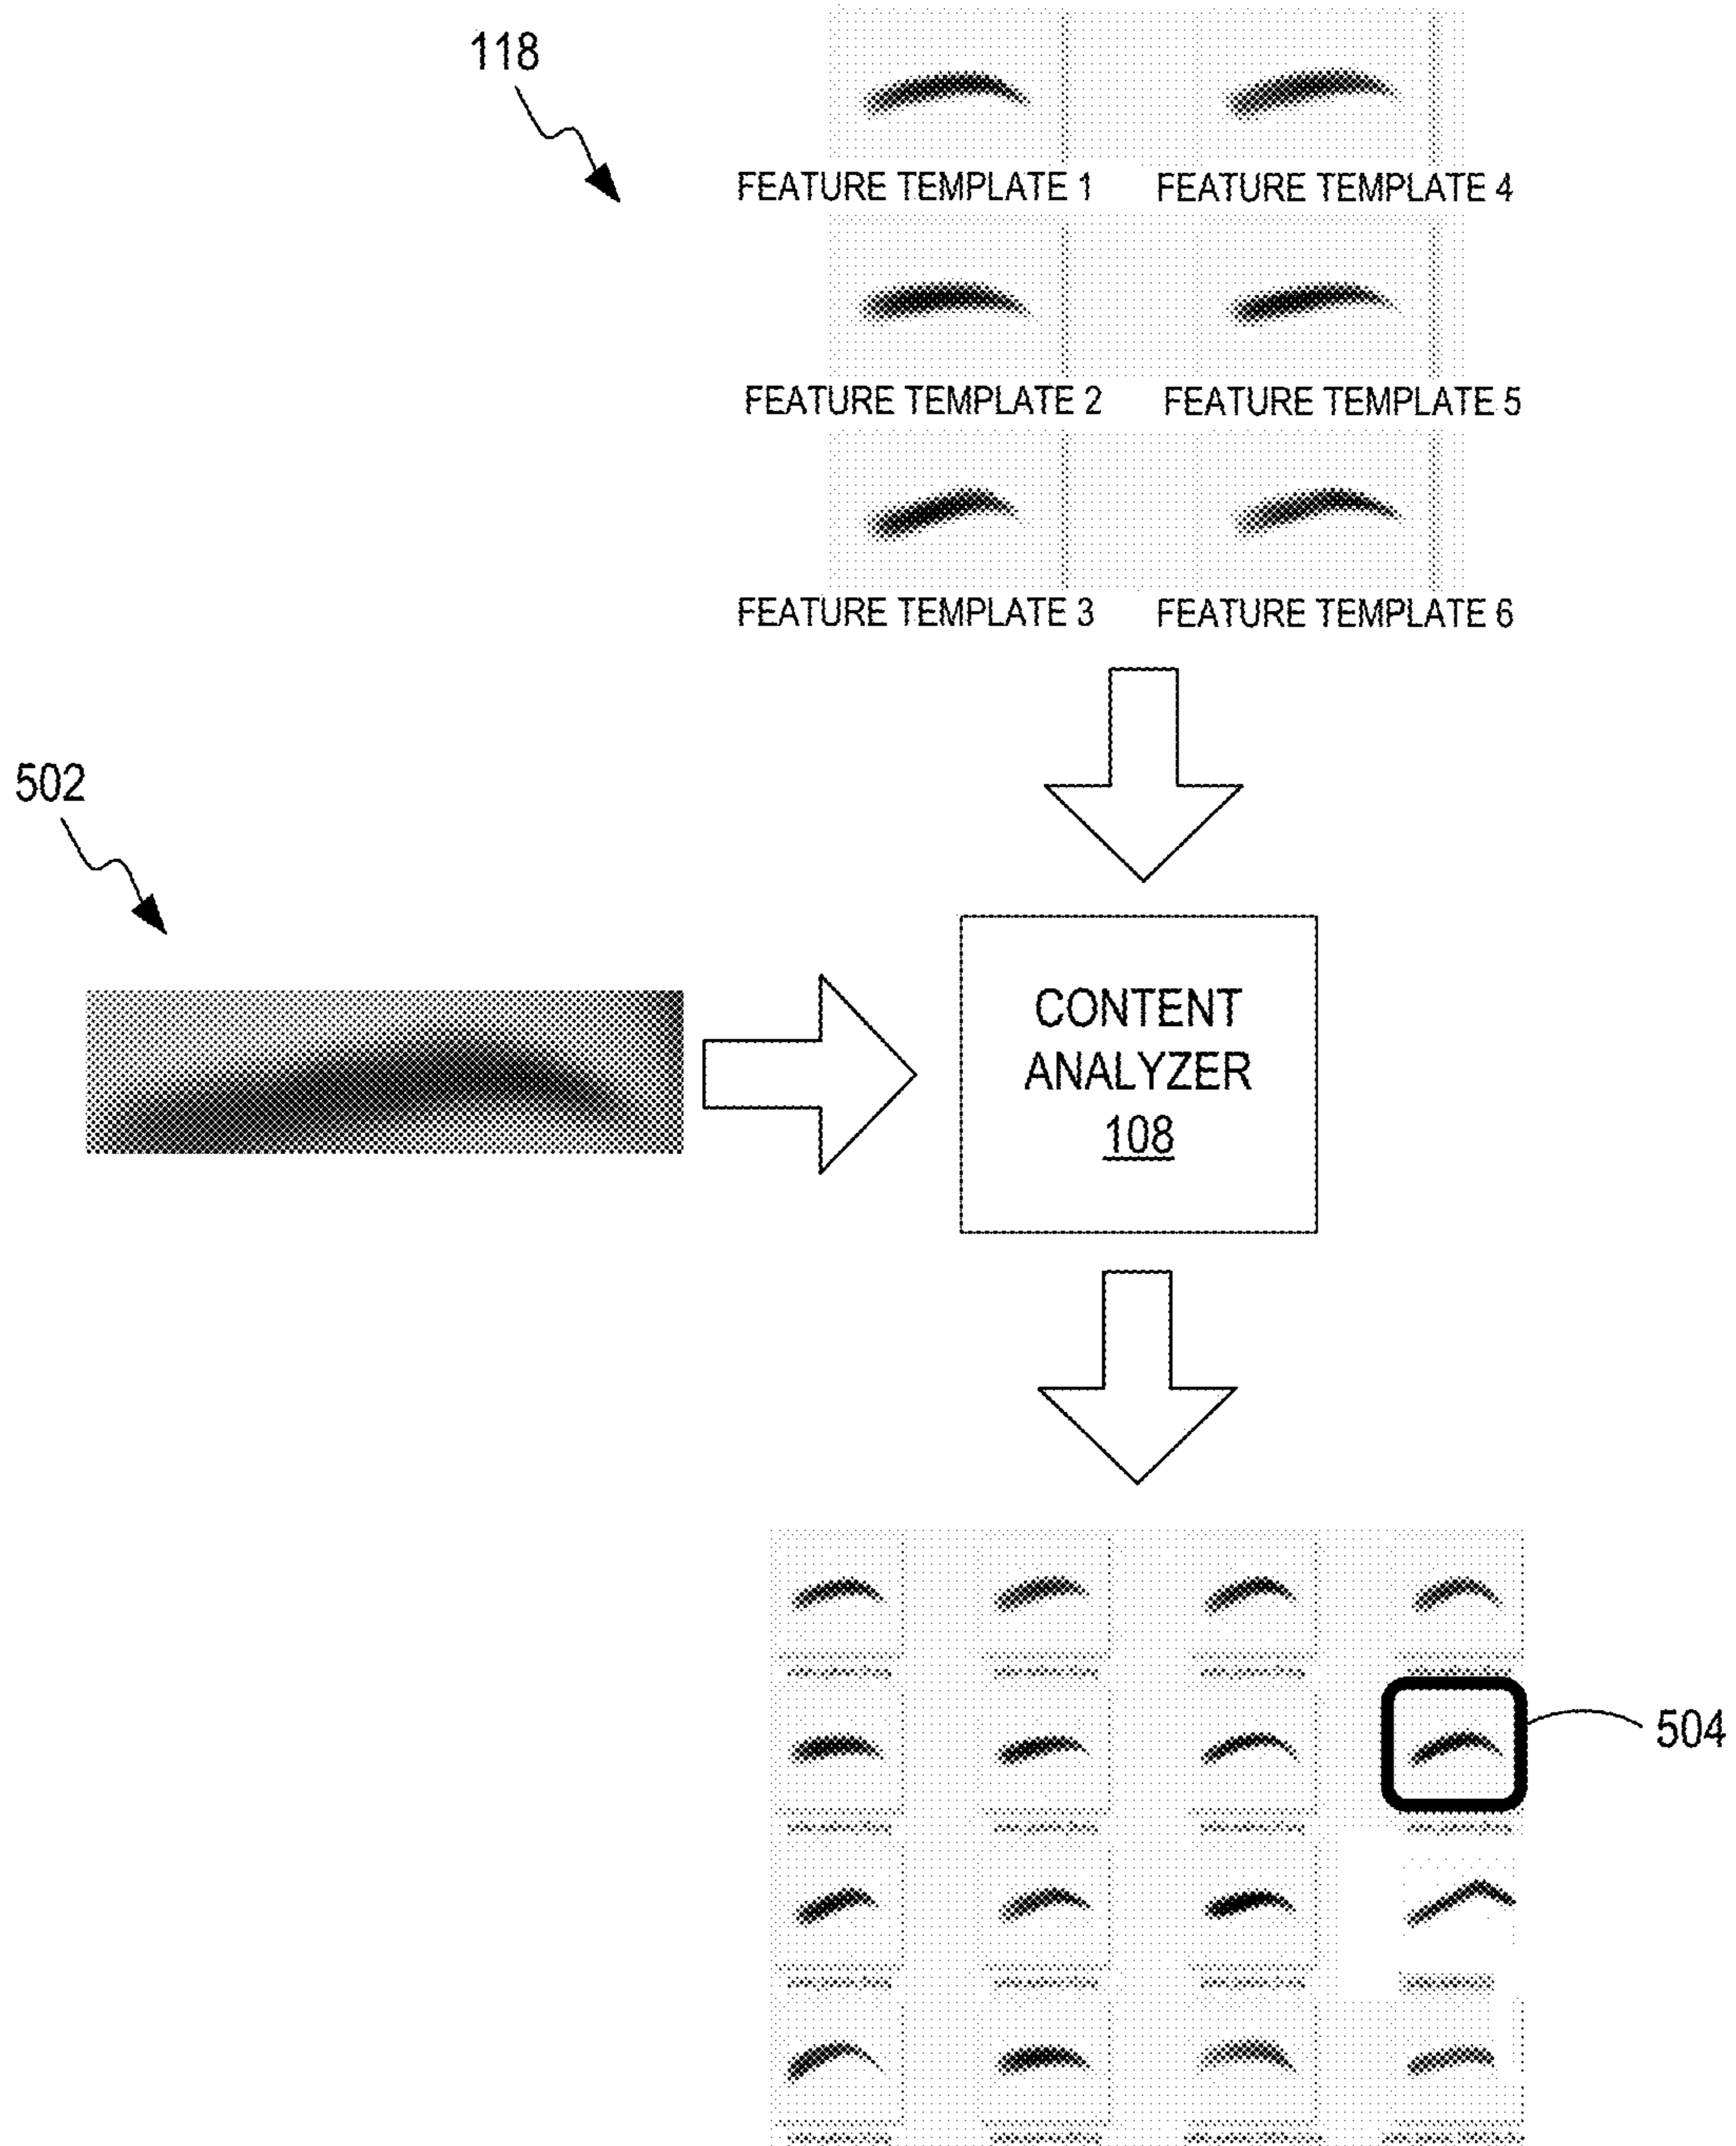 118
FEATURE TEMPLATE 1
FEATURE TEMPLATE 4
FEATURE TEMPLATE 2
FEATURE TEMPLATE 5
FEATURE TEMPLATE 3
FEATURE TEMPLATE 6
502
CONTENT
ANALYZER
108
504